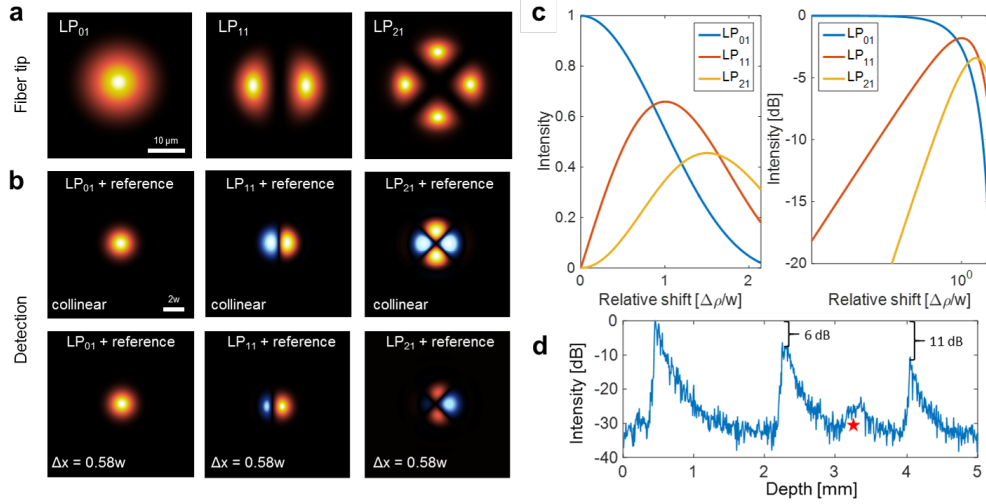 a
LP01
LP11
LP21
Fiber tip
10 µm
b
LP01 + reference
LP11 + reference
LP21 + reference
collinear
2w
collinear
collinear
Detection
LP01 + reference
LP11 + reference
LP21 + reference
Δx = 0.58w
Δx = 0.58w
Δx = 0.58w
c
1
0.8
0.6
0.4
0.2
0
Intensity
LP01
LP11
LP21
0
1
2
Relative shift [Δρ/w]
0
-5
-10
-15
-20
Intensity [dB]
LP01
LP11
LP21
10^0
Relative shift [Δρ/w]
d
0
-10
-20
-30
-40
Intensity [dB]
6 dB
11 dB
0
1
2
3
4
5
Depth [mm]